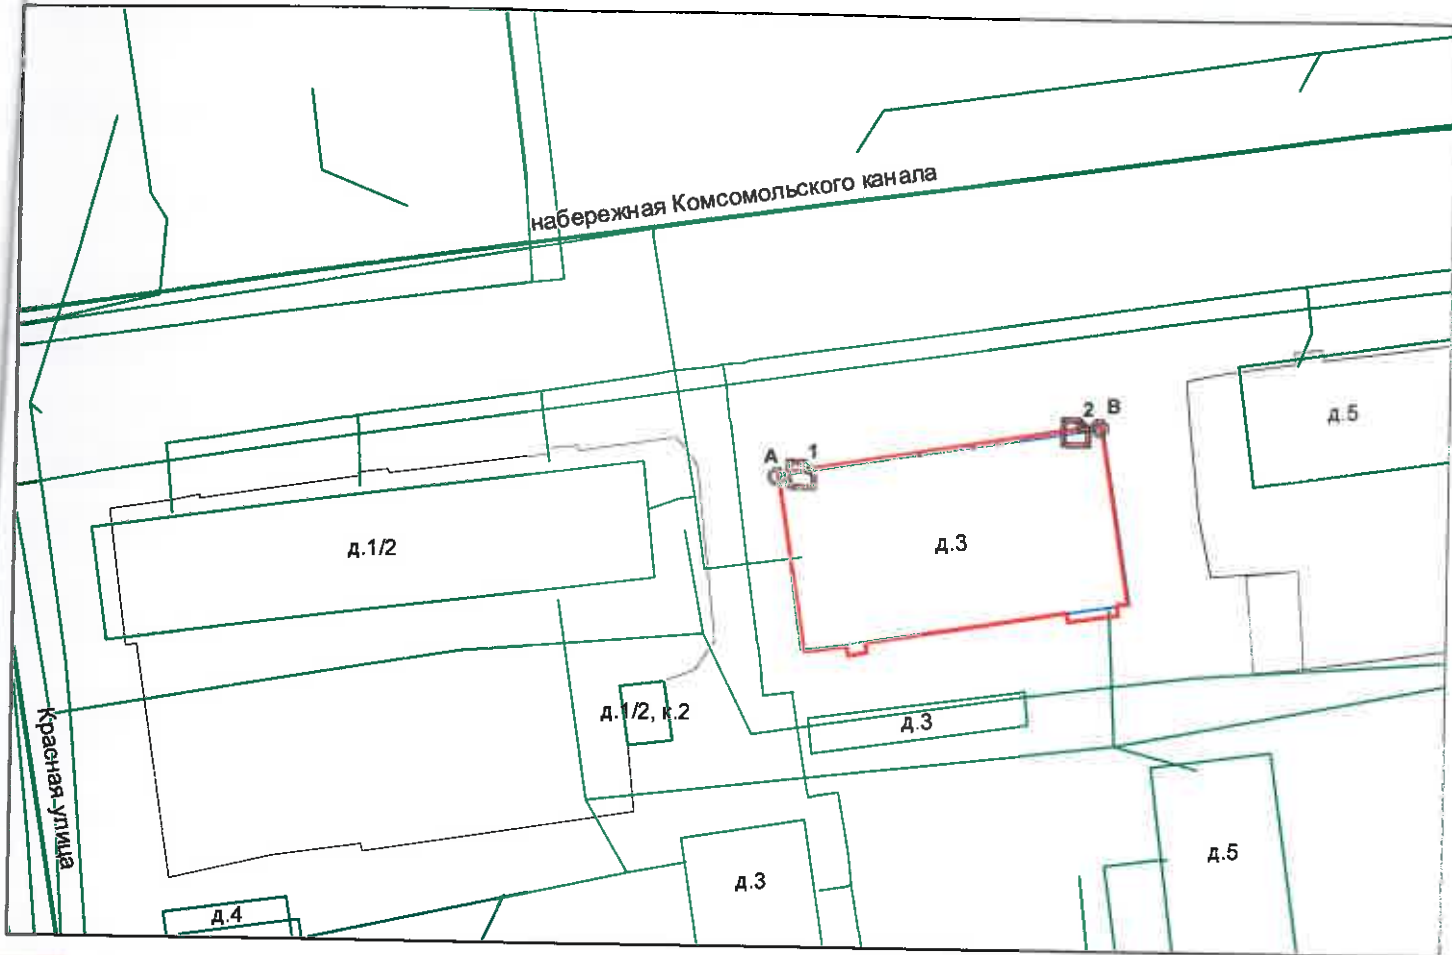 набережная Комсомольского канала
2 В
А 1
д.5
д.1/2
д.3
д.1/2, к.2
д.3
Красная улица
д.3
д.5
д.4